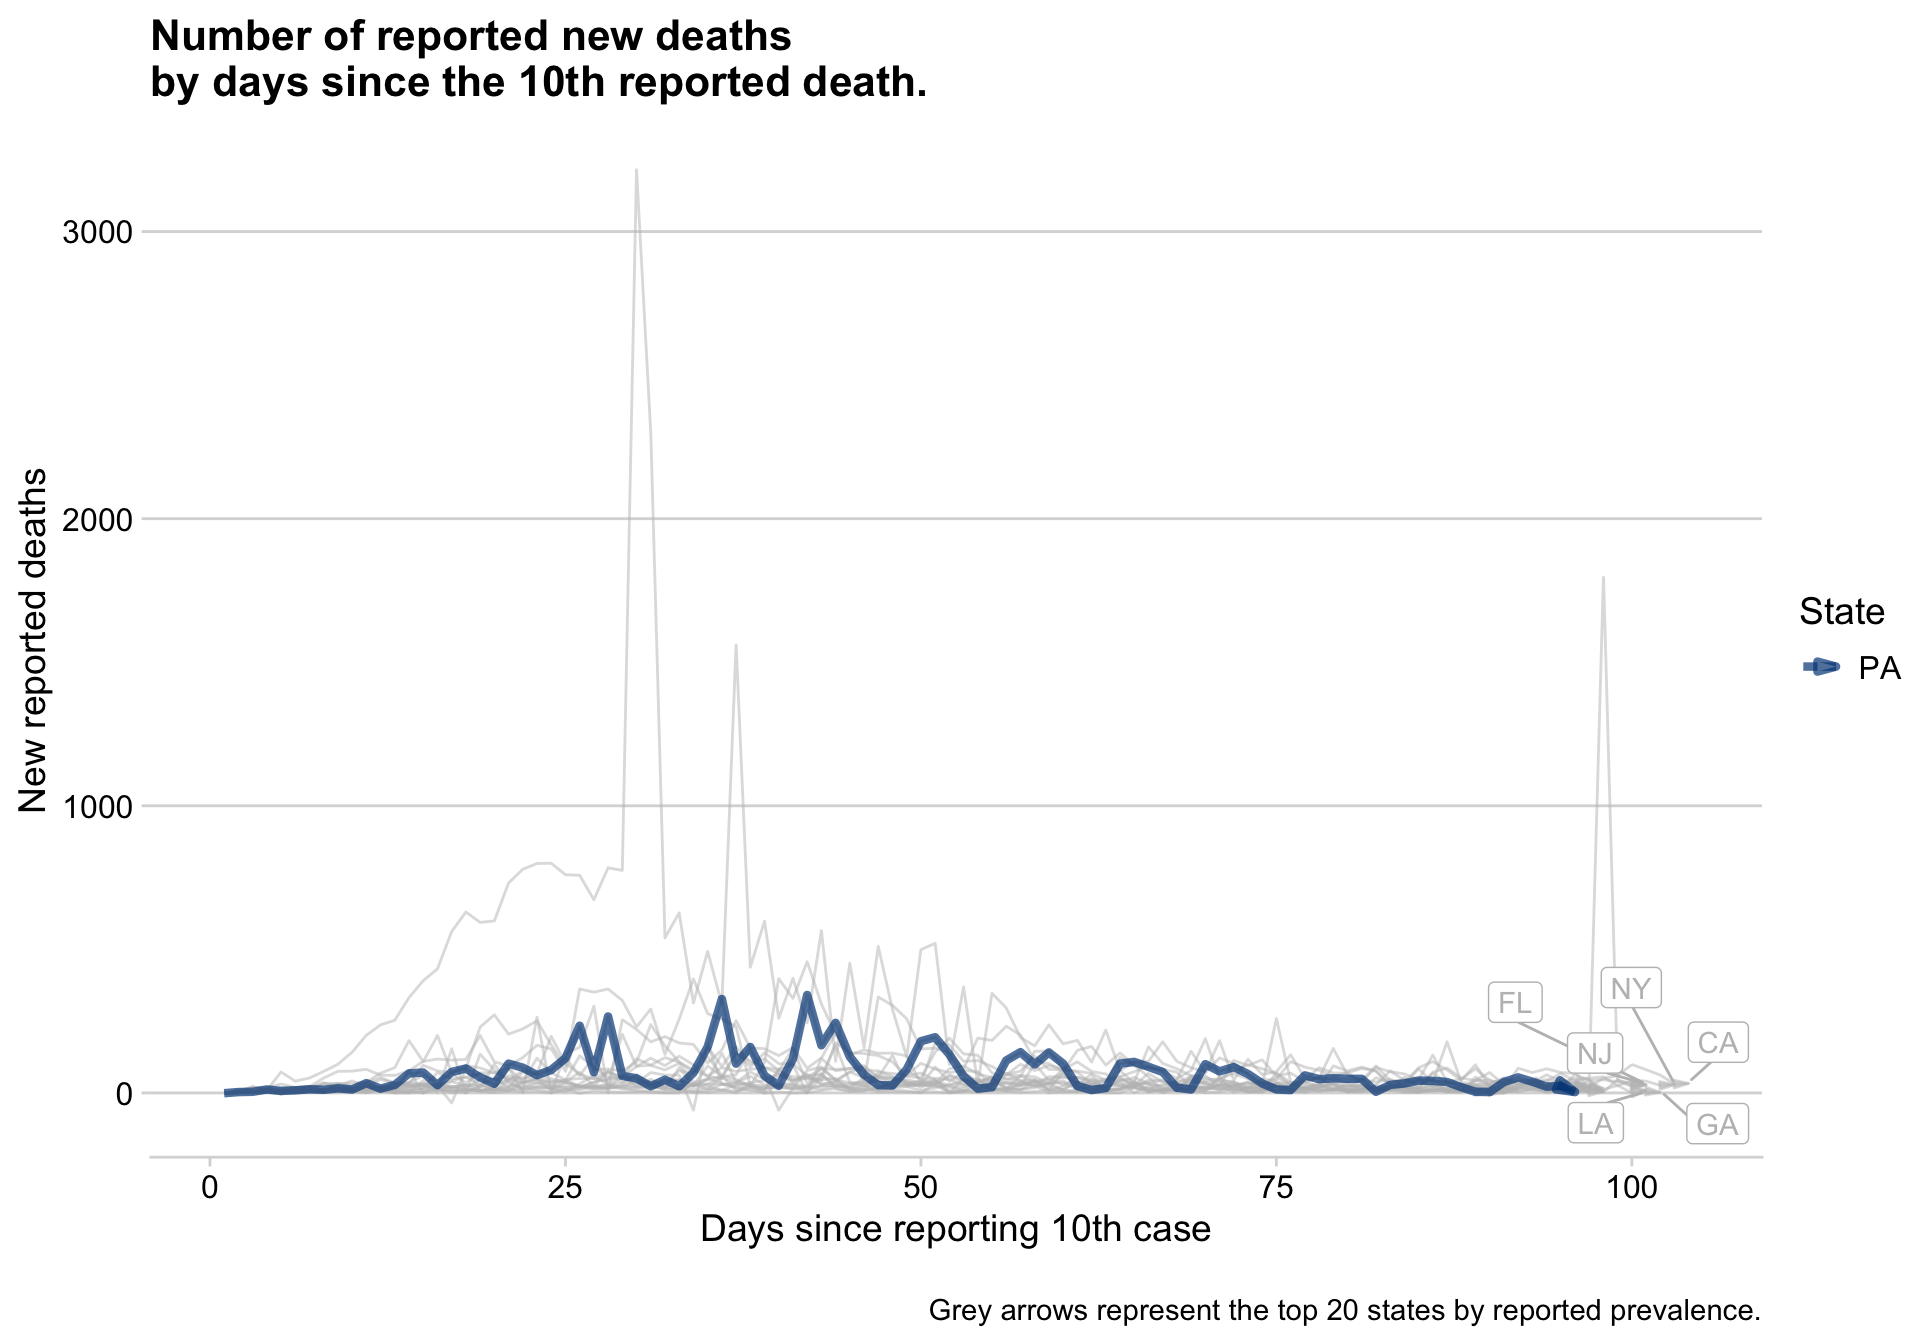 Number of reported new deaths
by days since the 10th reported death.
New reported deaths
3000
2000
1000
0
0
25
50
75
100
FL
NY
NJ
CA
LA
GA
State
PA
Days since reporting 10th case
Grey arrows represent the top 20 states by reported prevalence.